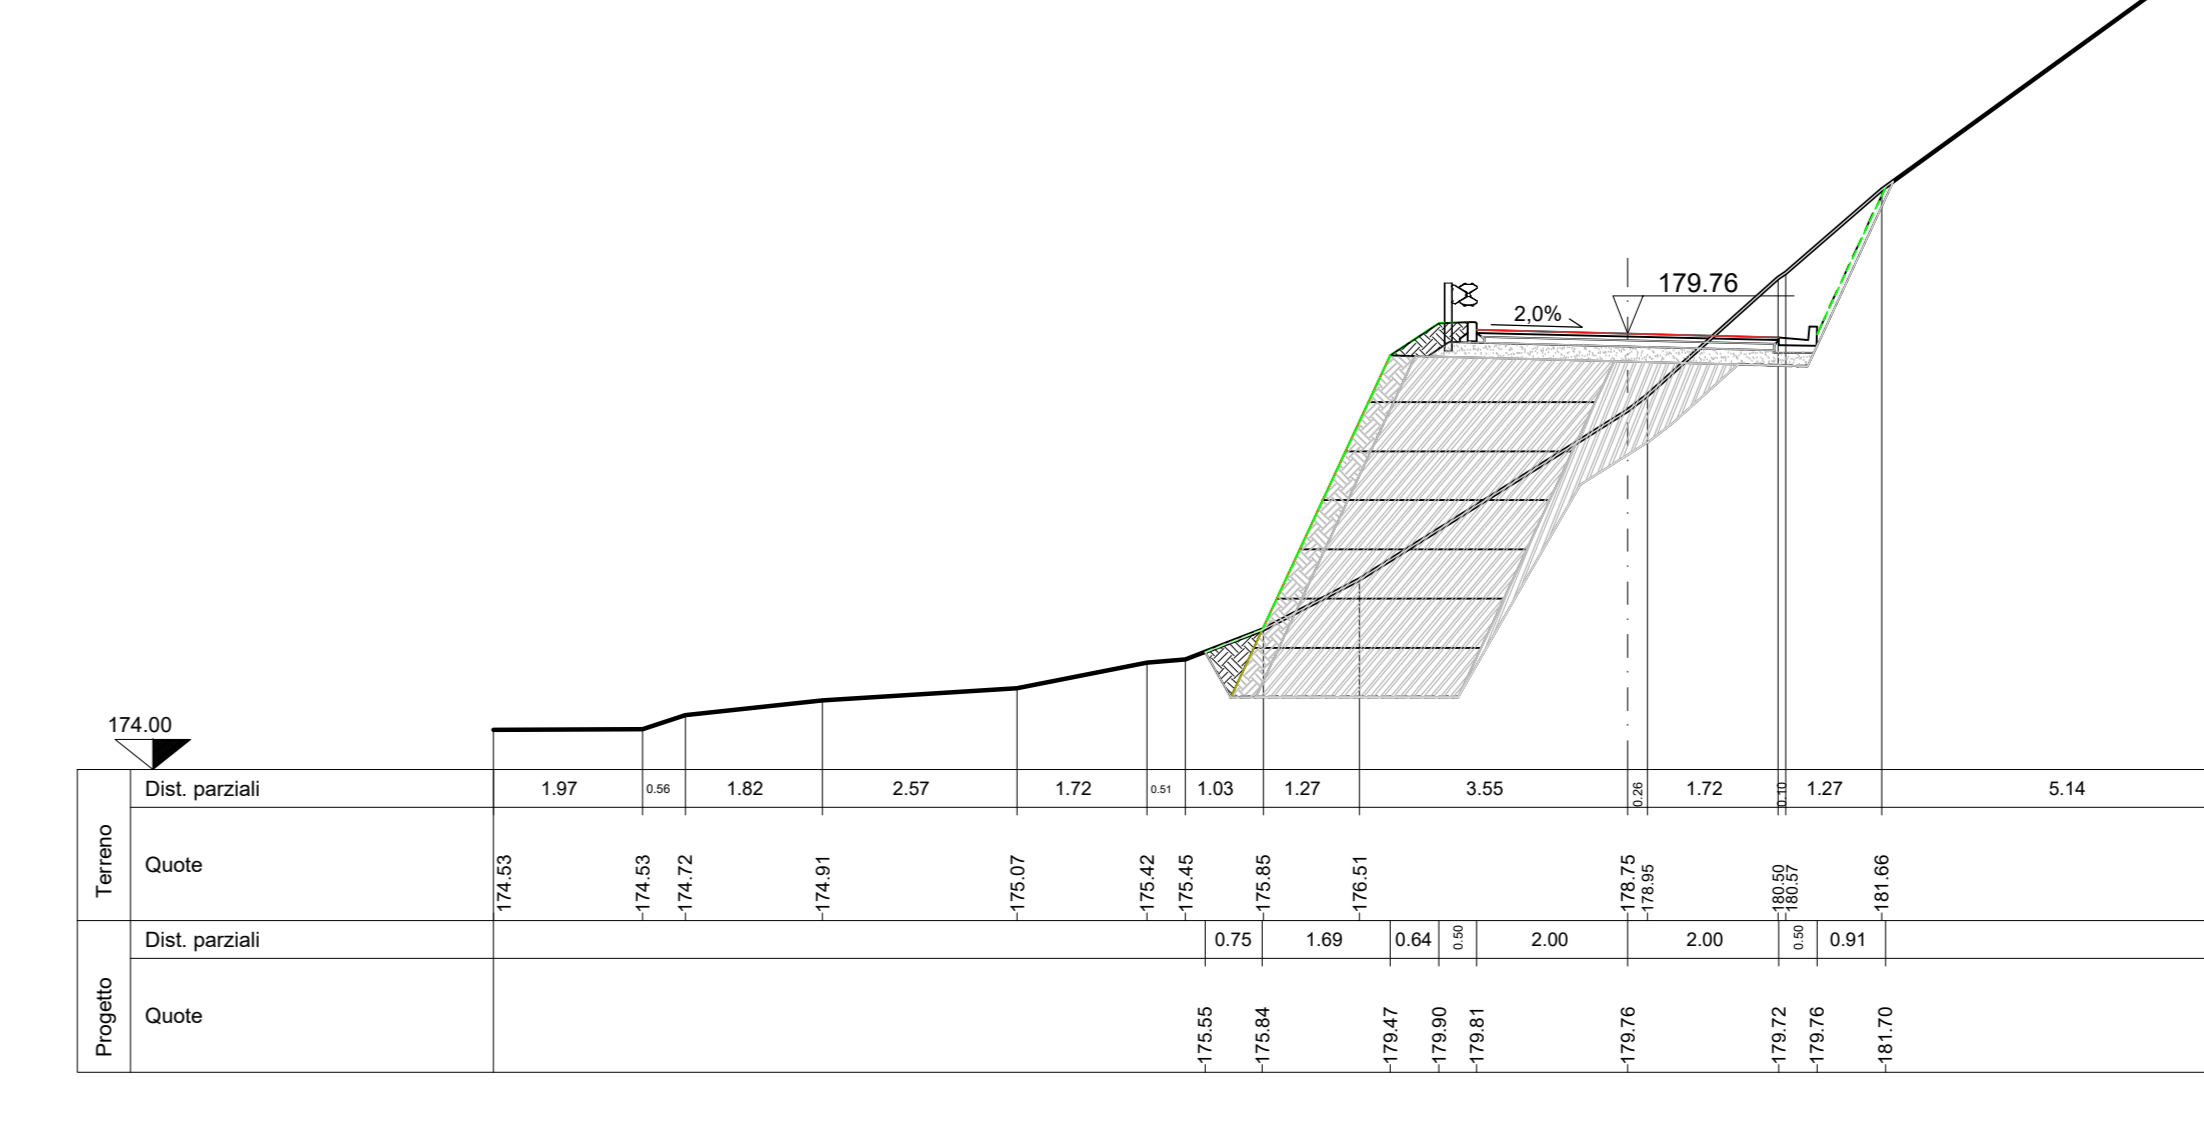 179.76
2,0%
174.00
Terreno
Dist. parziali 1.97 0.56 1.82 2.57 1.72 0.51 1.03 1.27 3.55 0.26 1.72 0.10 1.27 5.14
Quote 174.53 174.53 174.72 174.91 175.07 175.42 175.45 175.85 176.51 178.75 178.95 180.50 180.57 181.66
Progetto
Dist. parziali 0.75 1.69 0.64 0.50 2.00 2.00 0.50 0.91
Quote 175.55 175.84 179.47 179.90 179.81 179.76 179.72 179.76 181.70